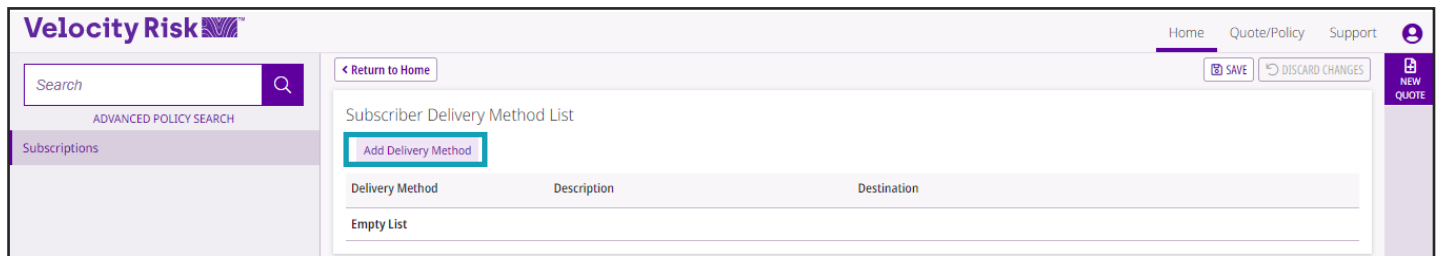 Velocity Risk™
Home Quote/Policy Support
Search
ADVANCED POLICY SEARCH
Subscriptions
< Return to Home
SAVE DISCARD CHANGES
NEW
QUOTE
Subscriber Delivery Method List
Add Delivery Method
Delivery Method Description Destination
Empty List